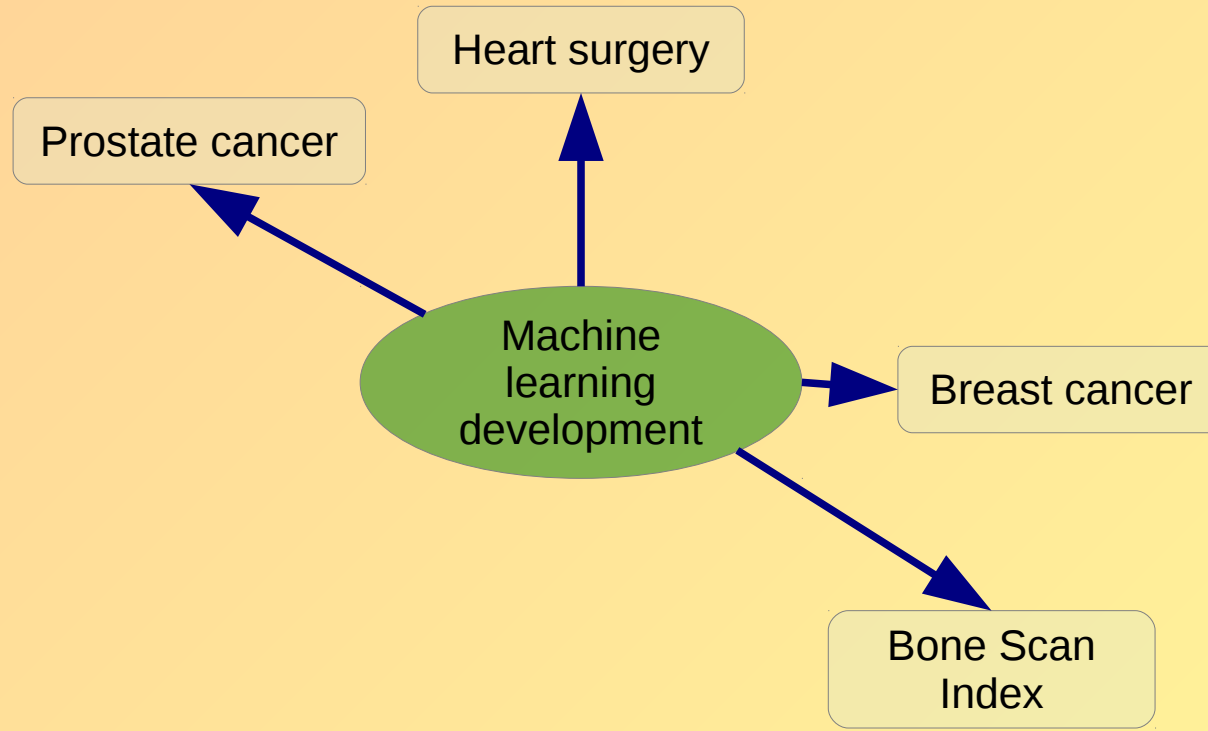 Heart surgery
Prostate cancer
Machine
learning
development
Breast cancer
Bone Scan
Index